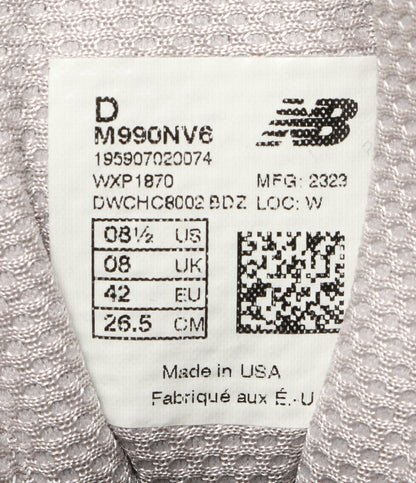 D
NB
M990NV6
195907020074
WXP1870 MFG: 2323
DWCHC8002 BDZ LOC: W
08½ US
08 UK
42 EU
26.5 CM
Made in USA
Fabriqué aux É.-U